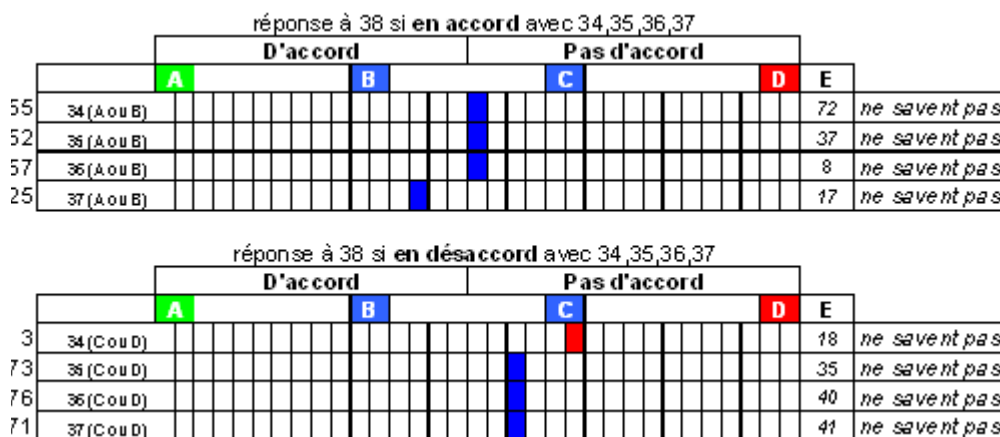 réponse à 38 si en accord avec 34,35,36,37
D'accord Pas d'accord
A B C D E
55 34(A ou B) 72 ne savent pas
52 35(A ou B) 37 ne savent pas
57 36(A ou B) 8 ne savent pas
25 37(A ou B) 17 ne savent pas
réponse à 38 si en désaccord avec 34,35,36,37
D'accord Pas d'accord
A B C D E
3 34(C ou D) 18 ne savent pas
73 35(C ou D) 35 ne savent pas
76 36(C ou D) 40 ne savent pas
71 37(C ou D) 41 ne savent pas